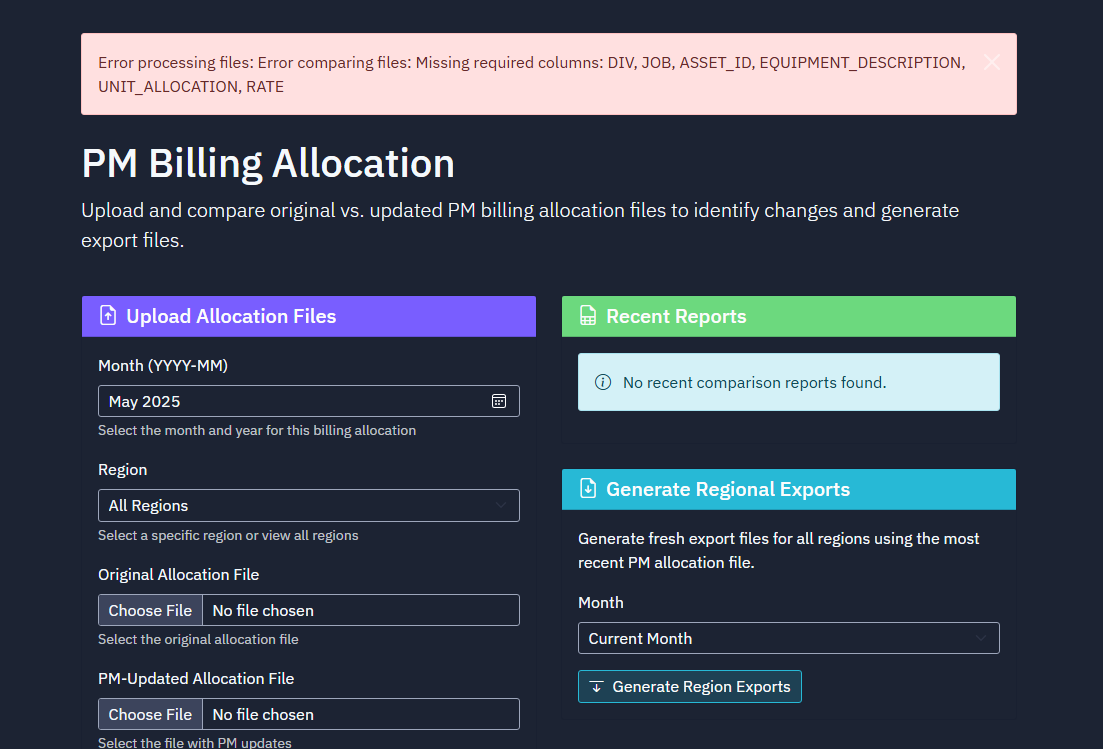 Error processing files: Error comparing files: Missing required columns: DIV, JOB, ASSET_ID, EQUIPMENT_DESCRIPTION,
UNIT_ALLOCATION, RATE
PM Billing Allocation
Upload and compare original vs. updated PM billing allocation files to identify changes and generate
export files.
Upload Allocation Files
Month (YYYY-MM)
May 2025
Select the month and year for this billing allocation
Region
All Regions
Select a specific region or view all regions
Original Allocation File
Choose File No file chosen
Select the original allocation file
PM-Updated Allocation File
Choose File No file chosen
Select the file with PM updates
Recent Reports
No recent comparison reports found.
Generate Regional Exports
Generate fresh export files for all regions using the most
recent PM allocation file.
Month
Current Month
Generate Region Exports